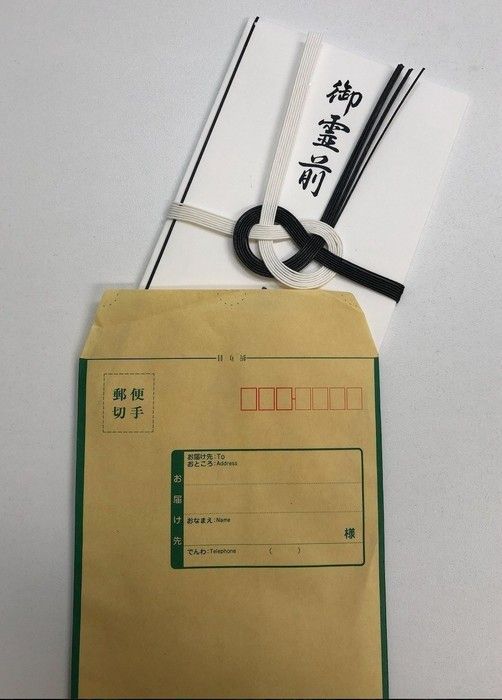 御霊前
郵便
切手
お届け先
お届け先:To
おところ:Address
おなまえ:Name
様
でんわ:Telephone ( )